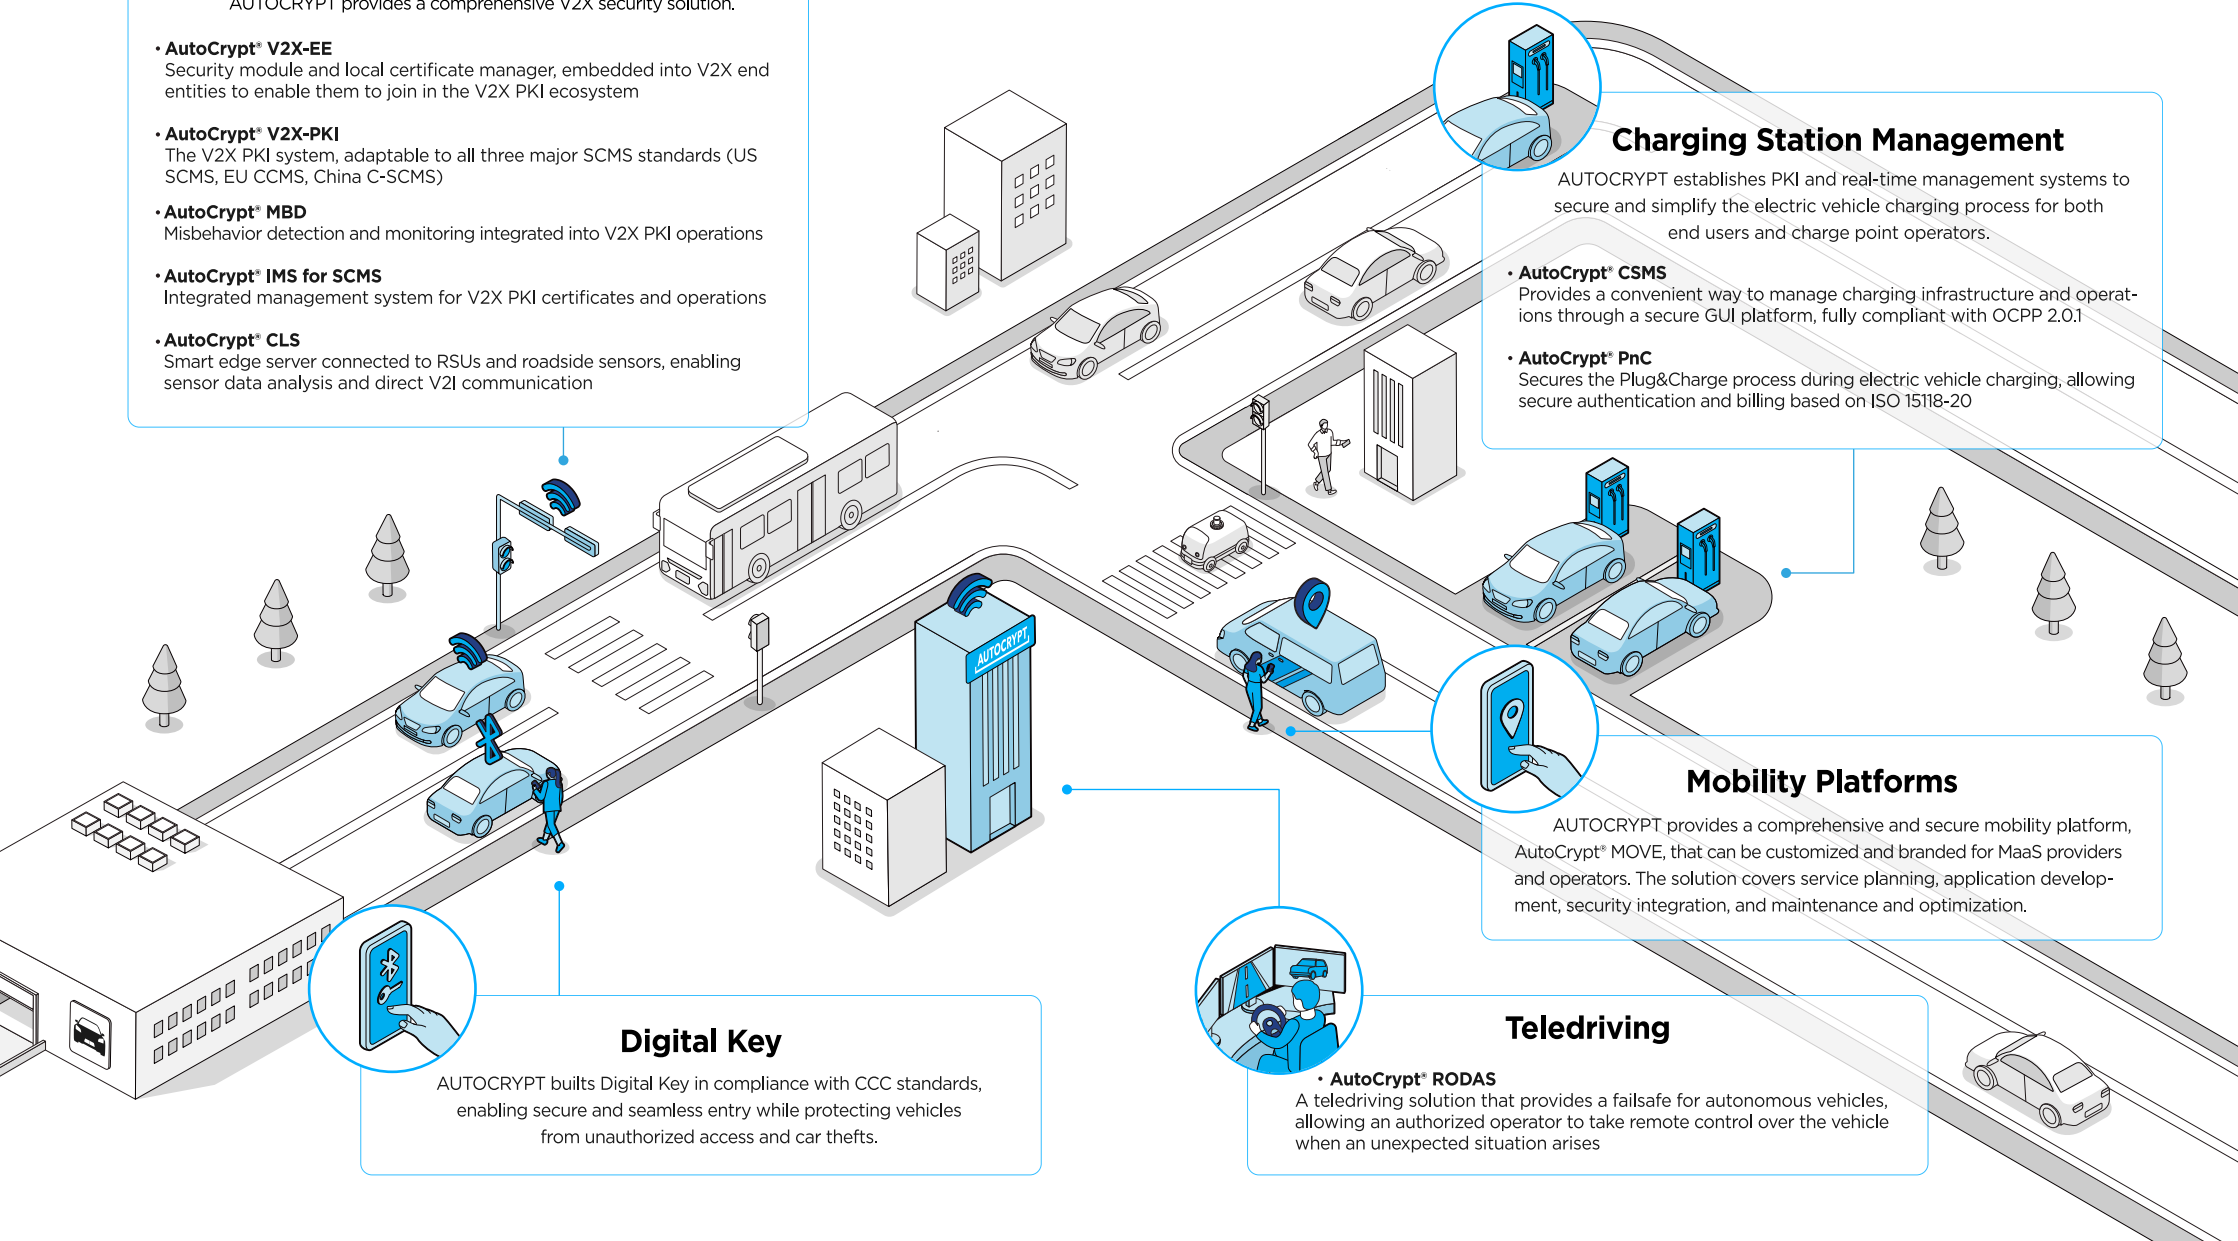 AUTOCRYPT provides a comprehensive V2X security solution.
• AutoCrypt® V2X-EE
Security module and local certificate manager, embedded into V2X end
entities to enable them to join in the V2X PKI ecosystem
• AutoCrypt® V2X-PKI
The V2X PKI system, adaptable to all three major SCMS standards (US
SCMS, EU CCMS, China C-SCMS)
• AutoCrypt® MBD
Misbehavior detection and monitoring integrated into V2X PKI operations
• AutoCrypt® IMS for SCMS
Integrated management system for V2X PKI certificates and operations
• AutoCrypt® CLS
Smart edge server connected to RSUs and roadside sensors, enabling
sensor data analysis and direct V2I communication
Charging Station Management
AUTOCRYPT establishes PKI and real-time management systems to
secure and simplify the electric vehicle charging process for both
end users and charge point operators.
• AutoCrypt® CSMS
Provides a convenient way to manage charging infrastructure and operat-
ions through a secure GUI platform, fully compliant with OCPP 2.0.1
• AutoCrypt® PnC
Secures the Plug&Charge process during electric vehicle charging, allowing
secure authentication and billing based on ISO 15118-20
AUTOCRYPT
Mobility Platforms
AUTOCRYPT provides a comprehensive and secure mobility platform,
AutoCrypt® MOVE, that can be customized and branded for MaaS providers
and operators. The solution covers service planning, application develop-
ment, security integration, and maintenance and optimization.
Digital Key
AUTOCRYPT builts Digital Key in compliance with CCC standards,
enabling secure and seamless entry while protecting vehicles
from unauthorized access and car thefts.
Teledriving
• AutoCrypt® RODAS
A teledriving solution that provides a failsafe for autonomous vehicles,
allowing an authorized operator to take remote control over the vehicle
when an unexpected situation arises